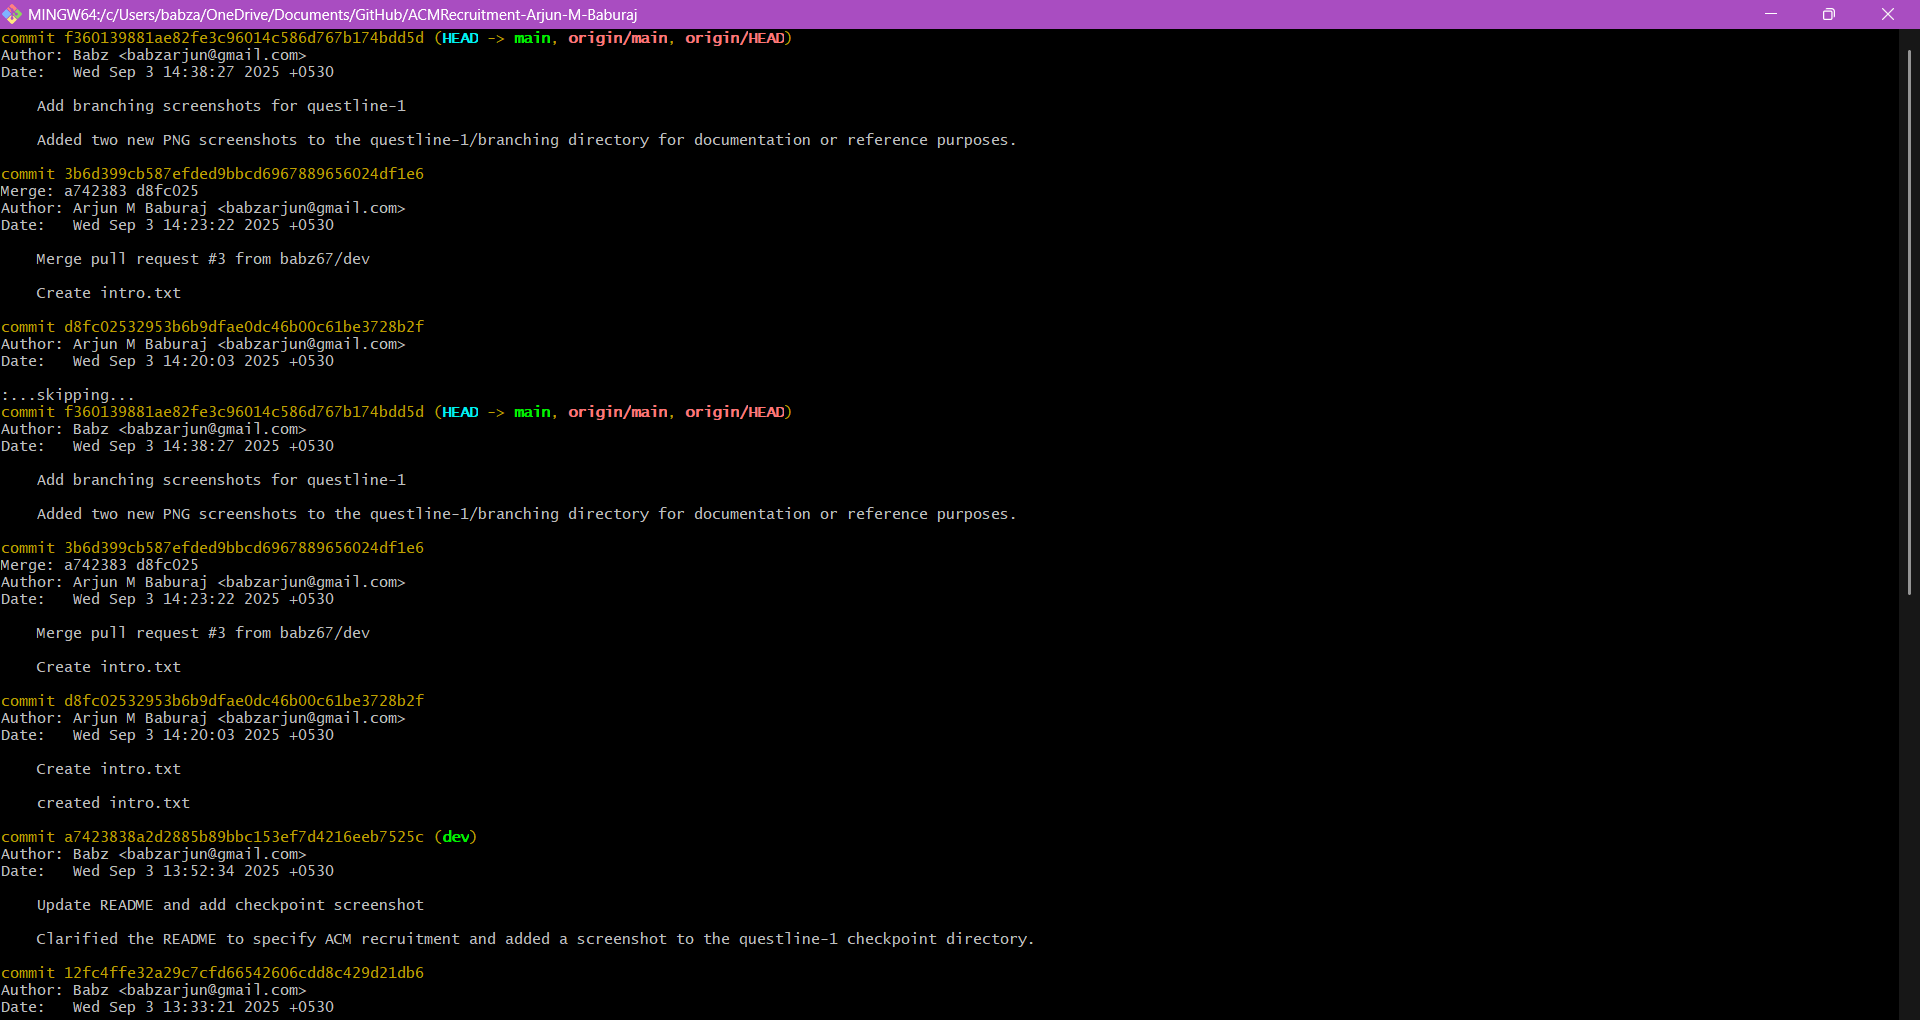 MINGW64:/c/Users/babza/OneDrive/Documents/GitHub/ACMRecruitment-Arjun-M-Baburaj
commit f360139881ae82fe3c96014c586d767b174bdd5d (HEAD -> main, origin/main, origin/HEAD)
Author: Babz <babzarjun@gmail.com>
Date:   Wed Sep 3 14:38:27 2025 +0530
    Add branching screenshots for questline-1
    Added two new PNG screenshots to the questline-1/branching directory for documentation or reference purposes.
commit 3b6d399cb587efded9bbcd6967889656024df1e6
Merge: a742383 d8fc025
Author: Arjun M Baburaj <babzarjun@gmail.com>
Date:   Wed Sep 3 14:23:22 2025 +0530
    Merge pull request #3 from babz67/dev
    Create intro.txt
commit d8fc02532953b6b9dfae0dc46b00c61be3728b2f
Author: Arjun M Baburaj <babzarjun@gmail.com>
Date:   Wed Sep 3 14:20:03 2025 +0530
:...skipping...
commit f360139881ae82fe3c96014c586d767b174bdd5d (HEAD -> main, origin/main, origin/HEAD)
Author: Babz <babzarjun@gmail.com>
Date:   Wed Sep 3 14:38:27 2025 +0530
    Add branching screenshots for questline-1
    Added two new PNG screenshots to the questline-1/branching directory for documentation or reference purposes.
commit 3b6d399cb587efded9bbcd6967889656024df1e6
Merge: a742383 d8fc025
Author: Arjun M Baburaj <babzarjun@gmail.com>
Date:   Wed Sep 3 14:23:22 2025 +0530
    Merge pull request #3 from babz67/dev
    Create intro.txt
commit d8fc02532953b6b9dfae0dc46b00c61be3728b2f
Author: Arjun M Baburaj <babzarjun@gmail.com>
Date:   Wed Sep 3 14:20:03 2025 +0530
    Create intro.txt
    created intro.txt
commit a7423838a2d2885b89bbc153ef7d4216eeb7525c (dev)
Author: Babz <babzarjun@gmail.com>
Date:   Wed Sep 3 13:52:34 2025 +0530
    Update README and add checkpoint screenshot
    Clarified the README to specify ACM recruitment and added a screenshot to the questline-1 checkpoint directory.
commit 12fc4ffe32a29c7cfd66542606cdd8c429d21db6
Author: Babz <babzarjun@gmail.com>
Date:   Wed Sep 3 13:33:21 2025 +0530